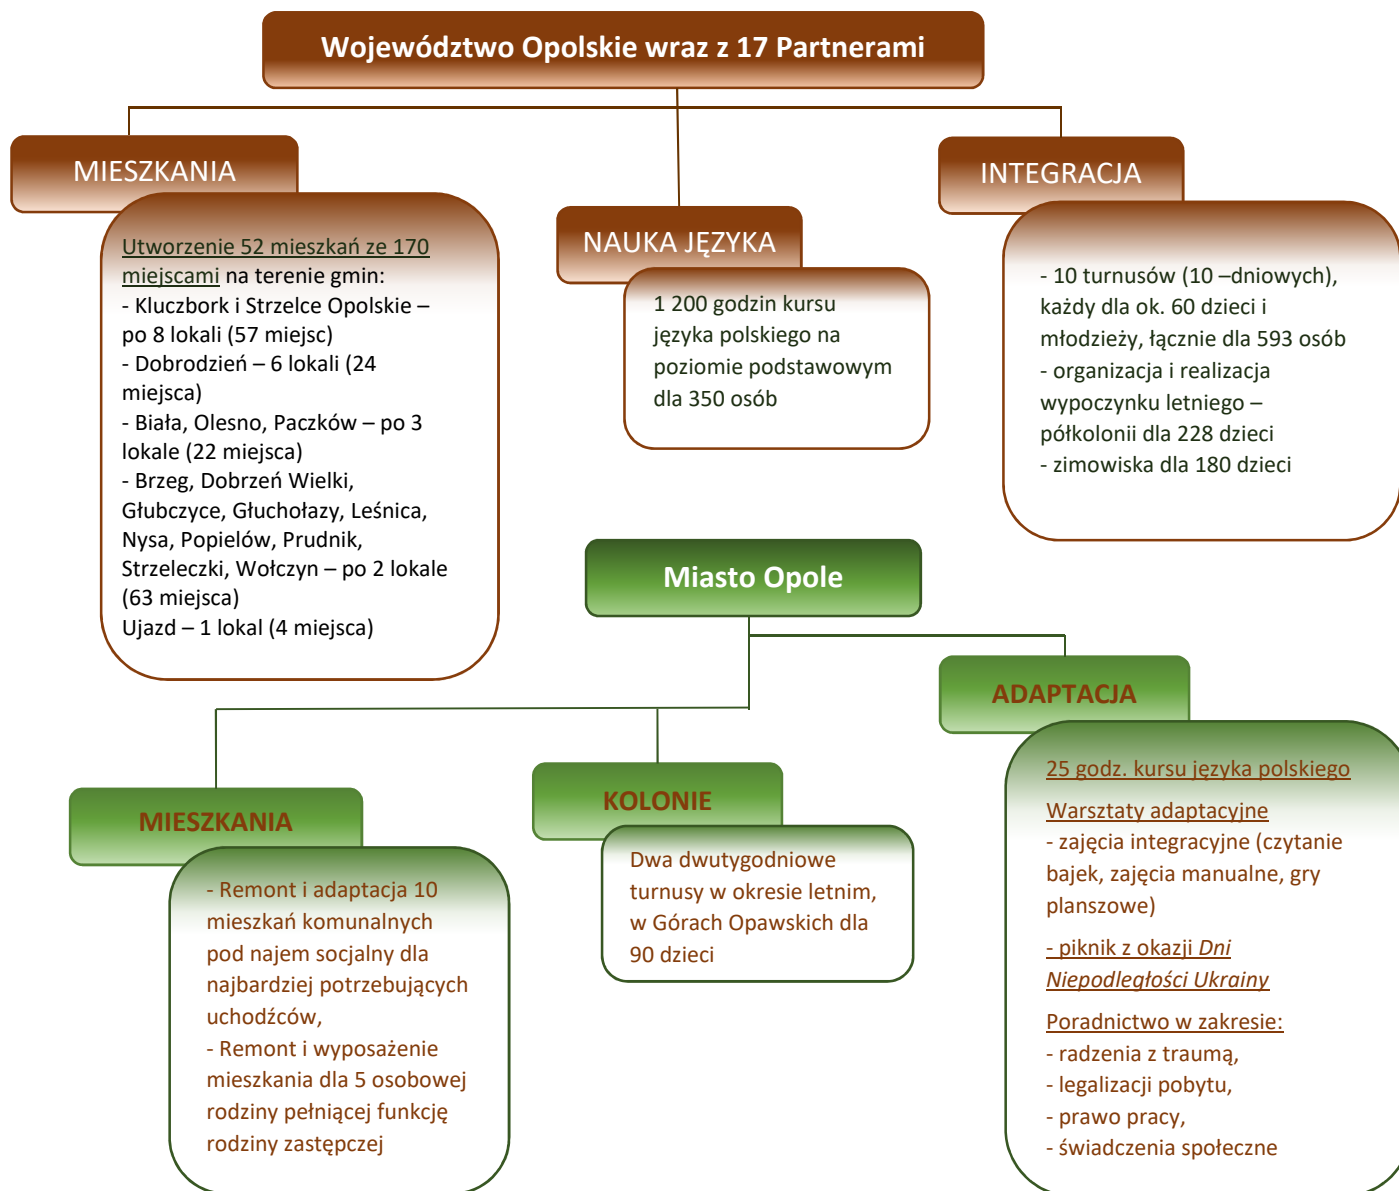 Województwo Opolskie wraz z 17 Partnerami
MIESZKANIA
Utworzenie 52 mieszkań ze 170
miejscami na terenie gmin:
- Kluczbork i Strzelce Opolskie –
po 8 lokali (57 miejsc)
- Dobrodzień – 6 lokali (24
miejsca)
- Biała, Olesno, Paczków – po 3
lokale (22 miejsca)
- Brzeg, Dobrzeń Wielki,
Głubczyce, Głuchołazy, Leśnica,
Nysa, Popielów, Prudnik,
Strzeleczki, Wołczyn – po 2 lokale
(63 miejsca)
Ujazd – 1 lokal (4 miejsca)
NAUKA JĘZYKA
1 200 godzin kursu
języka polskiego na
poziomie podstawowym
dla 350 osób
INTEGRACJA
- 10 turnusów (10 –dniowych),
każdy dla ok. 60 dzieci i
młodzieży, łącznie dla 593 osób
- organizacja i realizacja
wypoczynku letniego –
półkolonii dla 228 dzieci
- zimowiska dla 180 dzieci
Miasto Opole
MIESZKANIA
- Remont i adaptacja 10
mieszkań komunalnych
pod najem socjalny dla
najbardziej potrzebujących
uchodźców,
- Remont i wyposażenie
mieszkania dla 5 osobowej
rodziny pełniącej funkcję
rodziny zastępczej
KOLONIE
Dwa dwutygodniowe
turnusy w okresie letnim,
w Górach Opawskich dla
90 dzieci
ADAPTACJA
25 godz. kursu języka polskiego
Warsztaty adaptacyjne
- zajęcia integracyjne (czytanie
bajek, zajęcia manualne, gry
planszowe)
- piknik z okazji Dni
Niepodległości Ukrainy
Poradnictwo w zakresie:
- radzenia z traumą,
- legalizacji pobytu,
- prawo pracy,
- świadczenia społeczne